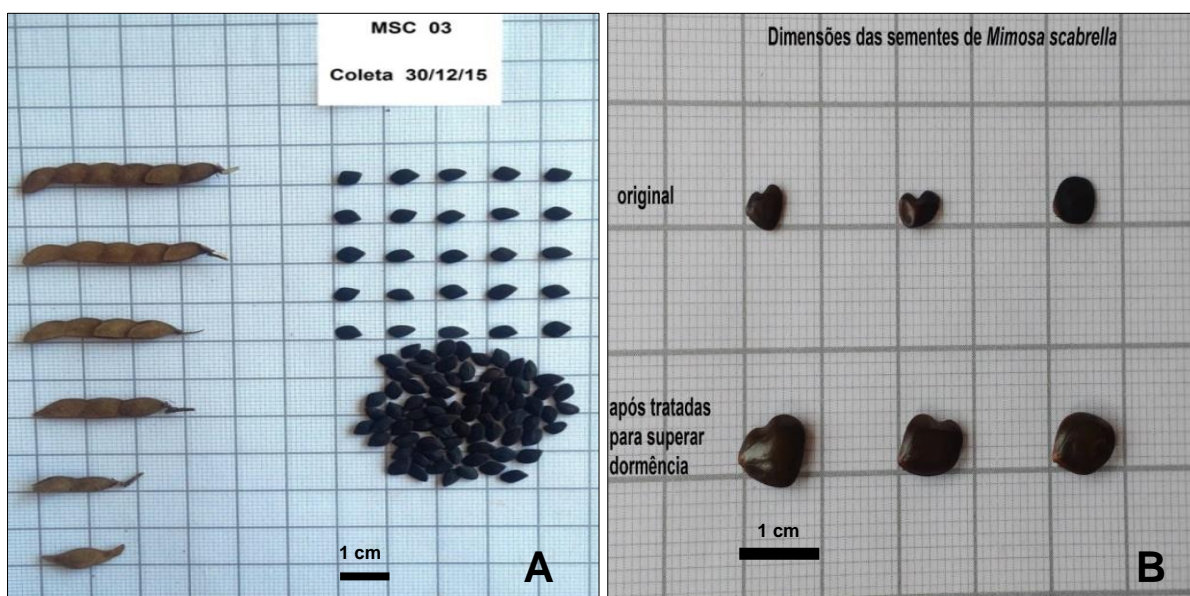 MSC 03
Coleta 30/12/15
1 cm
A
Dimensões das sementes de Mimosa scabrella
original
após tratadas
para superar
dormência
1 cm
B